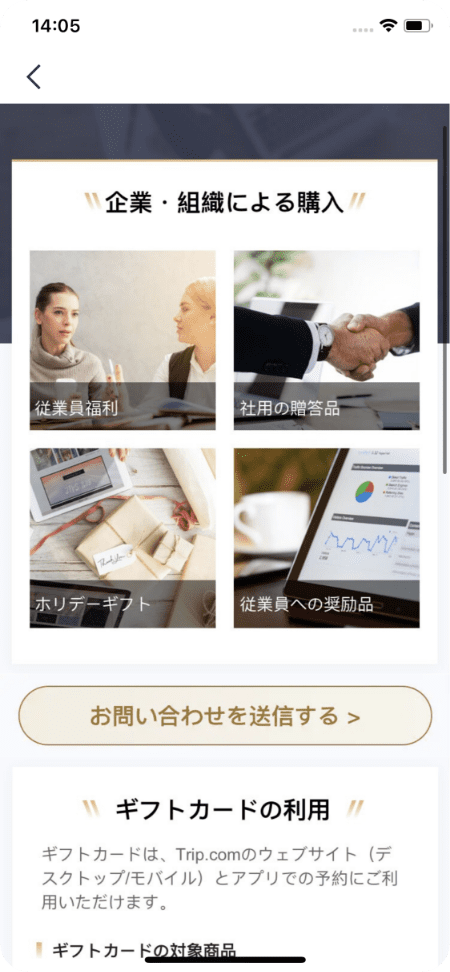 14:05
企業・組織による購入
従業員福利
社用の贈答品
ホリデーギフト
従業員への奨励品
お問い合わせを送信する >
ギフトカードの利用
ギフトカードは、Trip.comのウェブサイト（デ
スクトップ/モバイル）とアプリでの予約にご利
用いただけます。
ギフトカードの対象商品